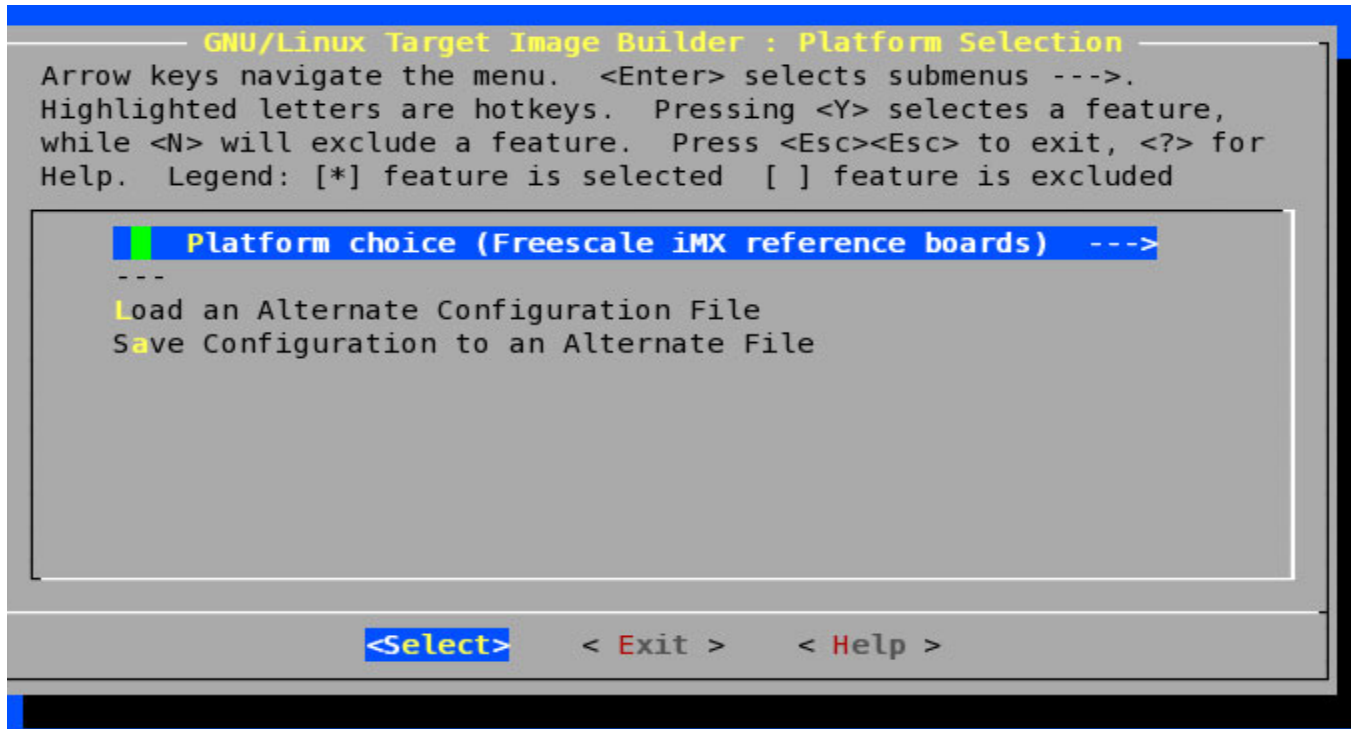 GNU/Linux Target Image Builder : Platform Selection
Arrow keys navigate the menu.  <Enter> selects submenus --->.
Highlighted letters are hotkeys.  Pressing <Y> selectes a feature,
while <N> will exclude a feature.  Press <Esc><Esc> to exit, <?> for
Help.  Legend: [*] feature is selected  [ ] feature is excluded
Platform choice (Freescale iMX reference boards)  --->
---
Load an Alternate Configuration File
Save Configuration to an Alternate File
<Select>    < Exit >    < Help >